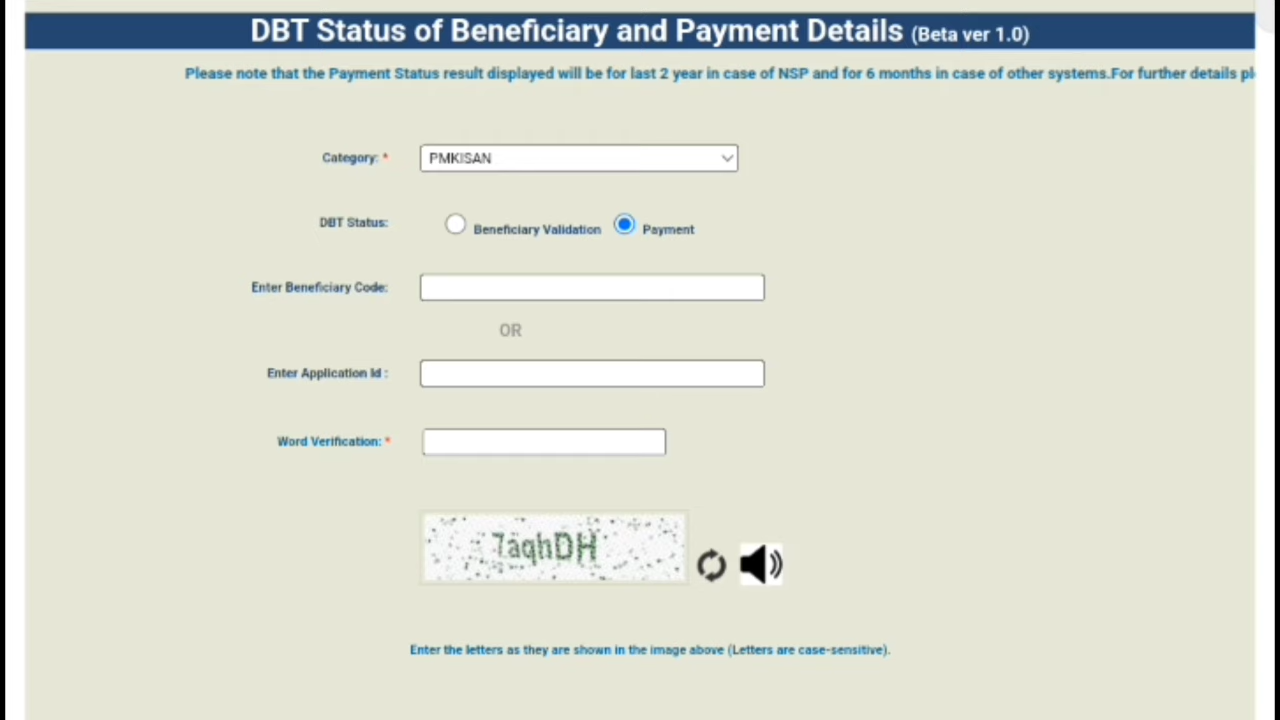 DBT Status of Beneficiary and Payment Details (Beta ver 1.0)
Please note that the Payment Status result displayed will be for last 2 year in case of NSP and for 6 months in case of other systems.For further details pl
Category: *
PMKISAN
DBT Status:
Beneficiary Validation
Payment
Enter Beneficiary Code:
OR
Enter Application Id :
Word Verification: *
7aqhDH
Enter the letters as they are shown in the image above (Letters are case-sensitive).